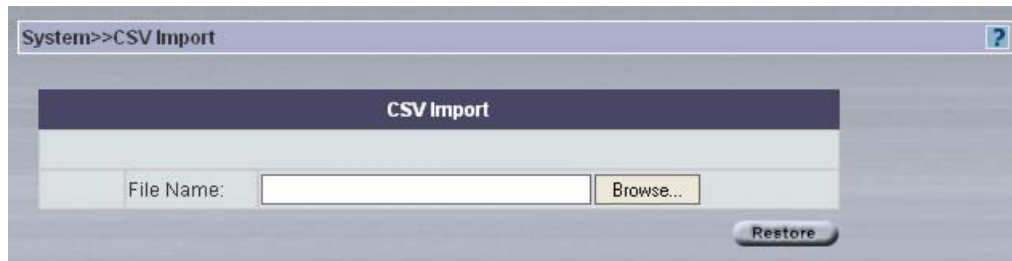 System>>CSV Import
?
CSV Import
File Name:
Browse...
Restore